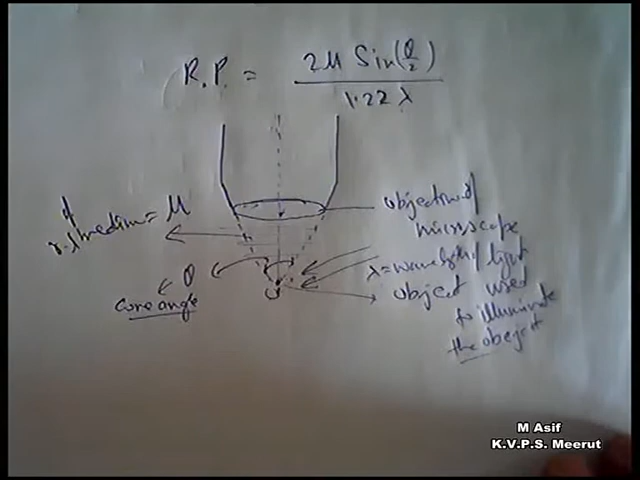 R.P. = 2μ Sin(θ/2) / 1.22 λ
r.I of medium = μ
objective of
microscope
λ = wavelength of light
used
to illuminate
the obeject
θ
cone angle
object
O
M Asif
K.V.P.S. Meerut